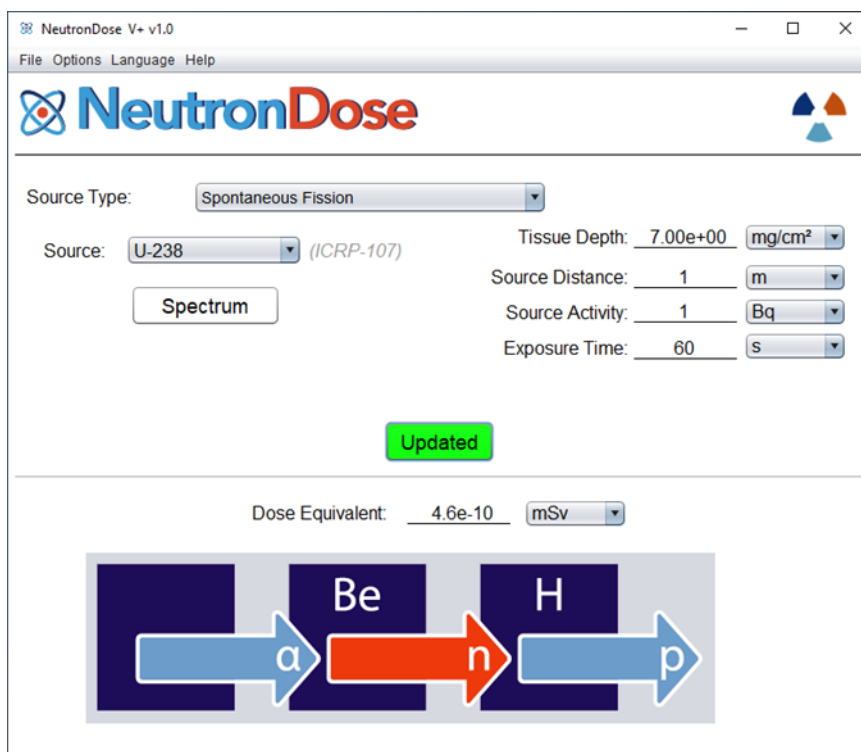 NeutronDose V+ v1.0
File Options Language Help
NeutronDose
Source Type: Spontaneous Fission
Source: U-238 (ICRP-107)
Spectrum
Tissue Depth: 7.00e+00 mg/cm²
Source Distance: 1 m
Source Activity: 1 Bq
Exposure Time: 60 s
Updated
Dose Equivalent: 4.6e-10 mSv
Be H
α n p